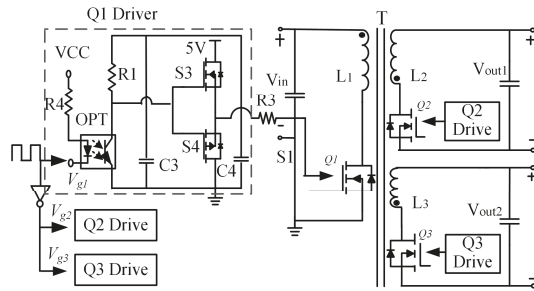 Q1 Driver
VCC
R4
OPT
R1
5V
S3
S4
C3
C4
R3
Vg1
Vg2
Q2 Drive
Vg3
Q3 Drive
+
Vin
-
S1
Q1
L1
T
L2
Q2
Q2
Drive
+
Vout1
-
L3
Q3
Q3
Drive
+
Vout2
-